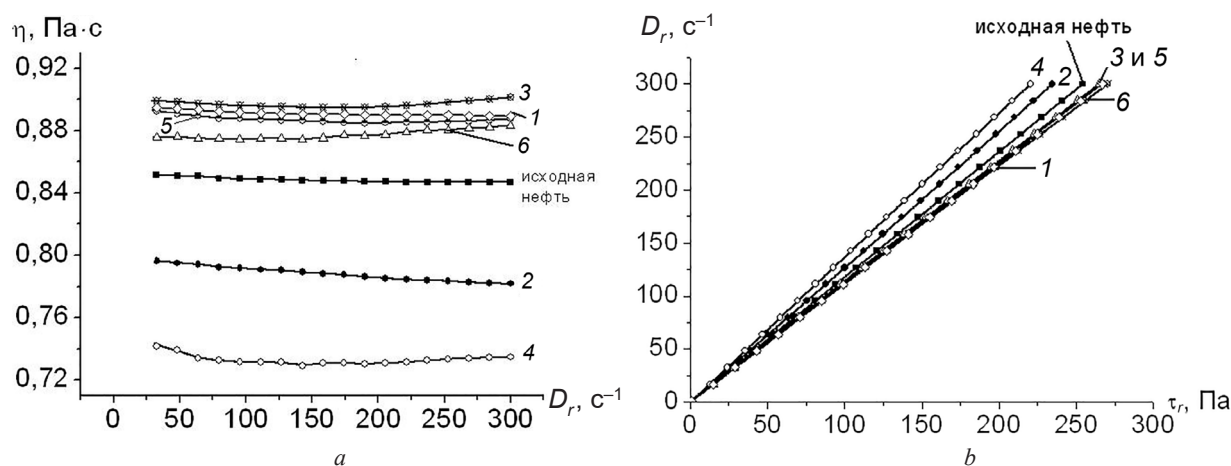 η, Па·с
0,92
0,88
0,84
0,80
0,76
0,72
3
1
5
6
исходная
нефть
2
4
0 50 100 150 200 250 300
D_r, с⁻¹
a
D_r, с⁻¹
300
250
200
150
100
50
0
исходная нефть
4 2
3 и 5
6
1
0 50 100 150 200 250
τ_r, Па
b